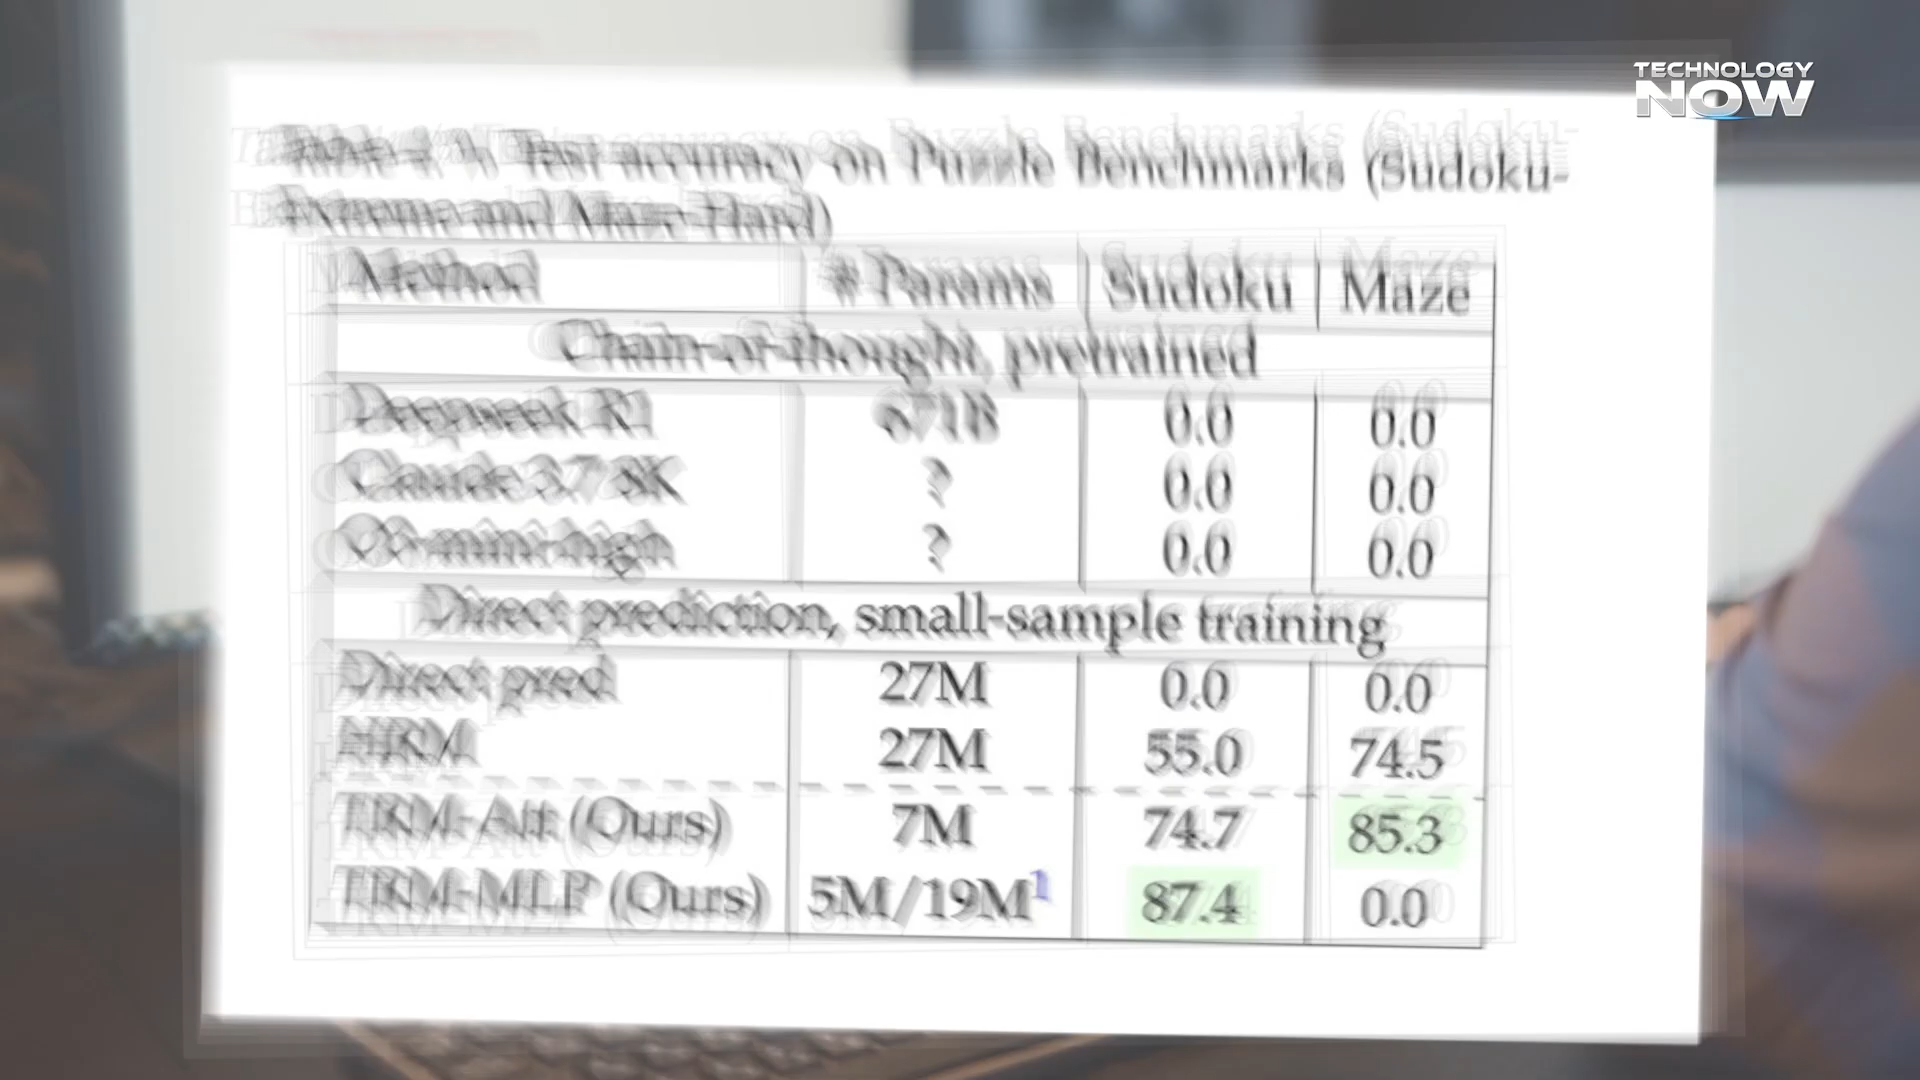 TECHNOLOGY
NOW
Table 4. % Test accuracy on Puzzle Benchmarks (Sudoku-
Extreme and Maze-Hard)
Method # Params Sudoku Maze
Chain-of-thought, pretrained
Deepseek R1 671B 0.0 0.0
Claude 3.7 8K ? 0.0 0.0
O3-mini-high ? 0.0 0.0
Direct prediction, small-sample training
Direct pred 27M 0.0 0.0
HRM 27M 55.0 74.5
TRM-Att (Ours) 7M 74.7 85.3
TRM-MLP (Ours) 5M/19M¹ 87.4 0.0